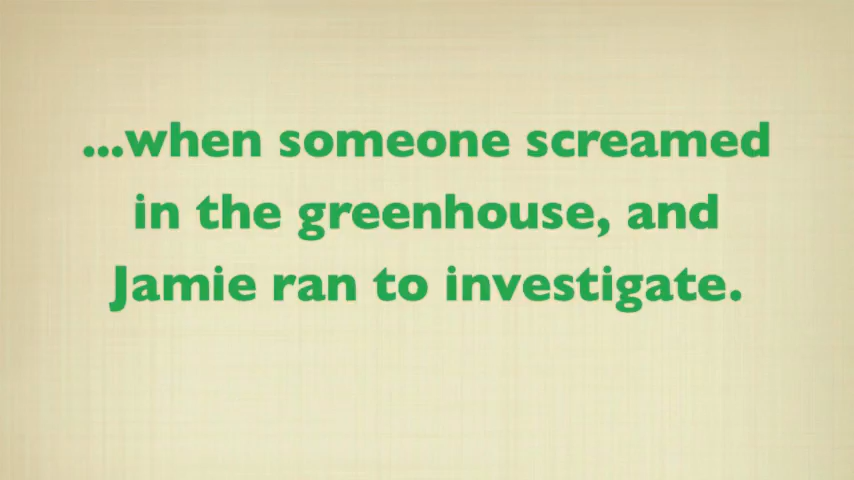 ...when someone screamed
in the greenhouse, and
Jamie ran to investigate.